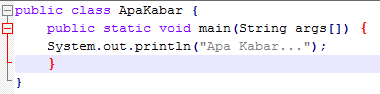 public class ApaKabar {
public static void main(String args[]) {
System.out.println("Apa Kabar...");
}
}